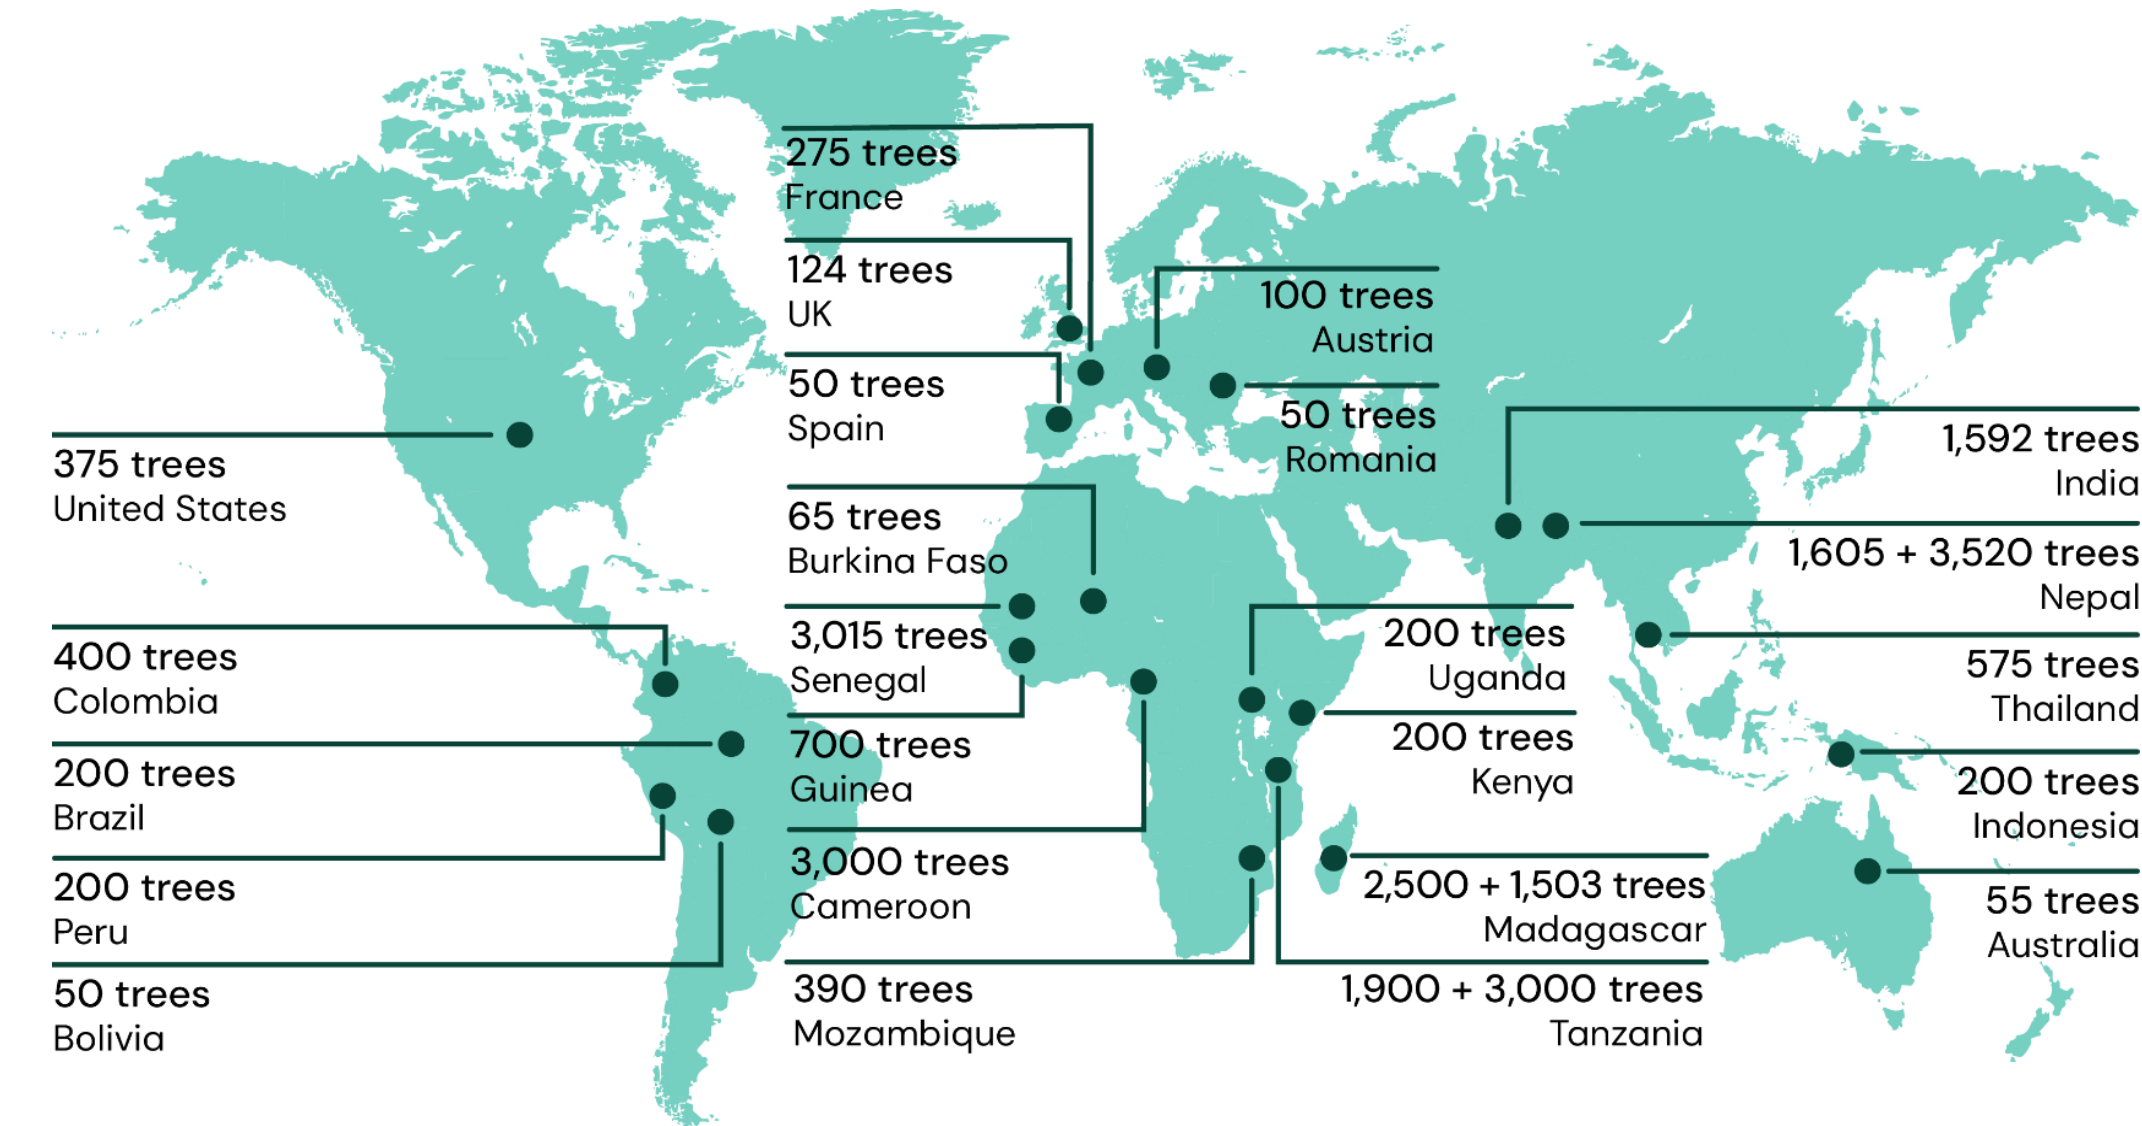 375 trees
United States
400 trees
Colombia
200 trees
Brazil
200 trees
Peru
50 trees
Bolivia
275 trees
France
124 trees
UK
50 trees
Spain
65 trees
Burkina Faso
3,015 trees
Senegal
700 trees
Guinea
3,000 trees
Cameroon
390 trees
Mozambique
100 trees
Austria
50 trees
Romania
200 trees
Uganda
200 trees
Kenya
2,500 + 1,503 trees
Madagascar
1,900 + 3,000 trees
Tanzania
1,592 trees
India
1,605 + 3,520 trees
Nepal
575 trees
Thailand
200 trees
Indonesia
55 trees
Australia